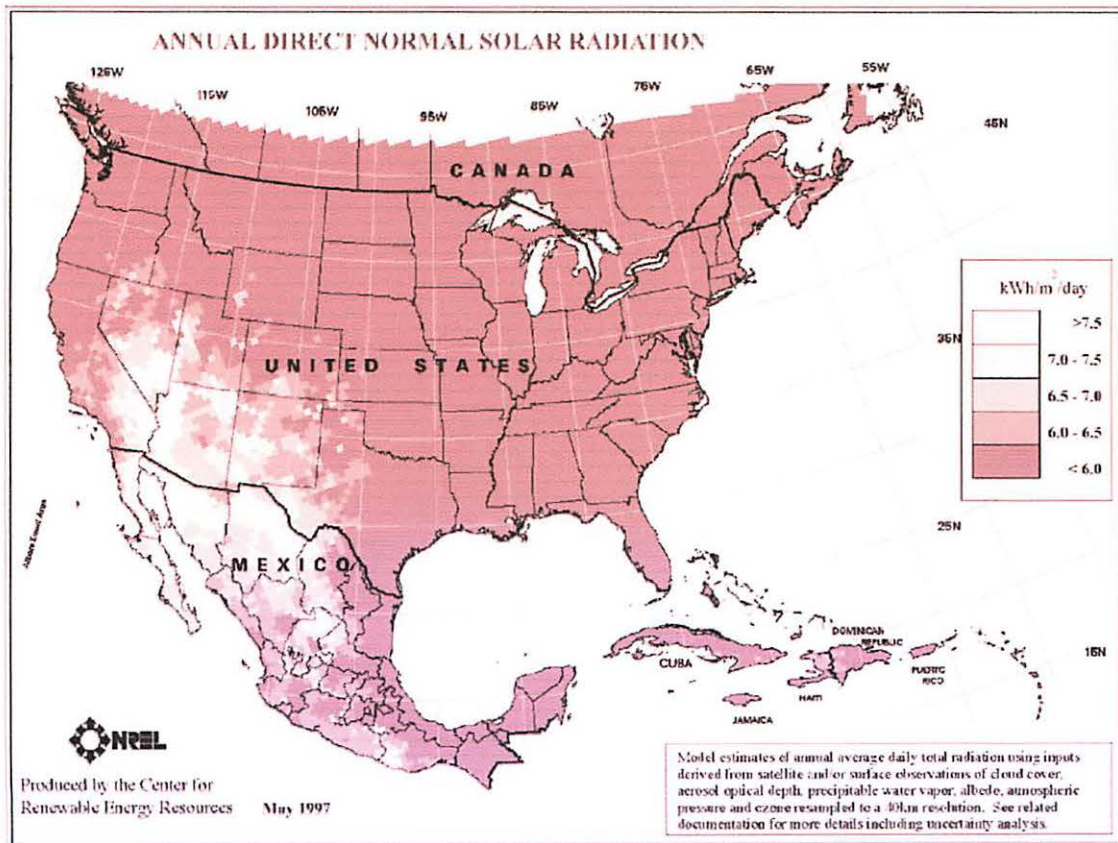 ANNUAL DIRECT NORMAL SOLAR RADIATION
125W
115W
105W
95W
85W
75W
65W
55W
45N
CANADA
kWh/m²/day
>7.5
7.0 - 7.5
6.5 - 7.0
6.0 - 6.5
< 6.0
35N
UNITED STATES
25N
MEXICO
DOMINICAN
REPUBLIC
15N
CUBA
PUERTO
RICO
HAITI
JAMAICA
NREL
Produced by the Center for
Renewable Energy Resources May 1997
Model estimates of annual average daily total radiation using inputs
derived from satellite and/or surface observations of cloud cover,
aerosol optical depth, precipitable water vapor, albedo, atmospheric
pressure and ozone resampled to a 40km resolution. See related
documentation for more details including uncertainty analysis.